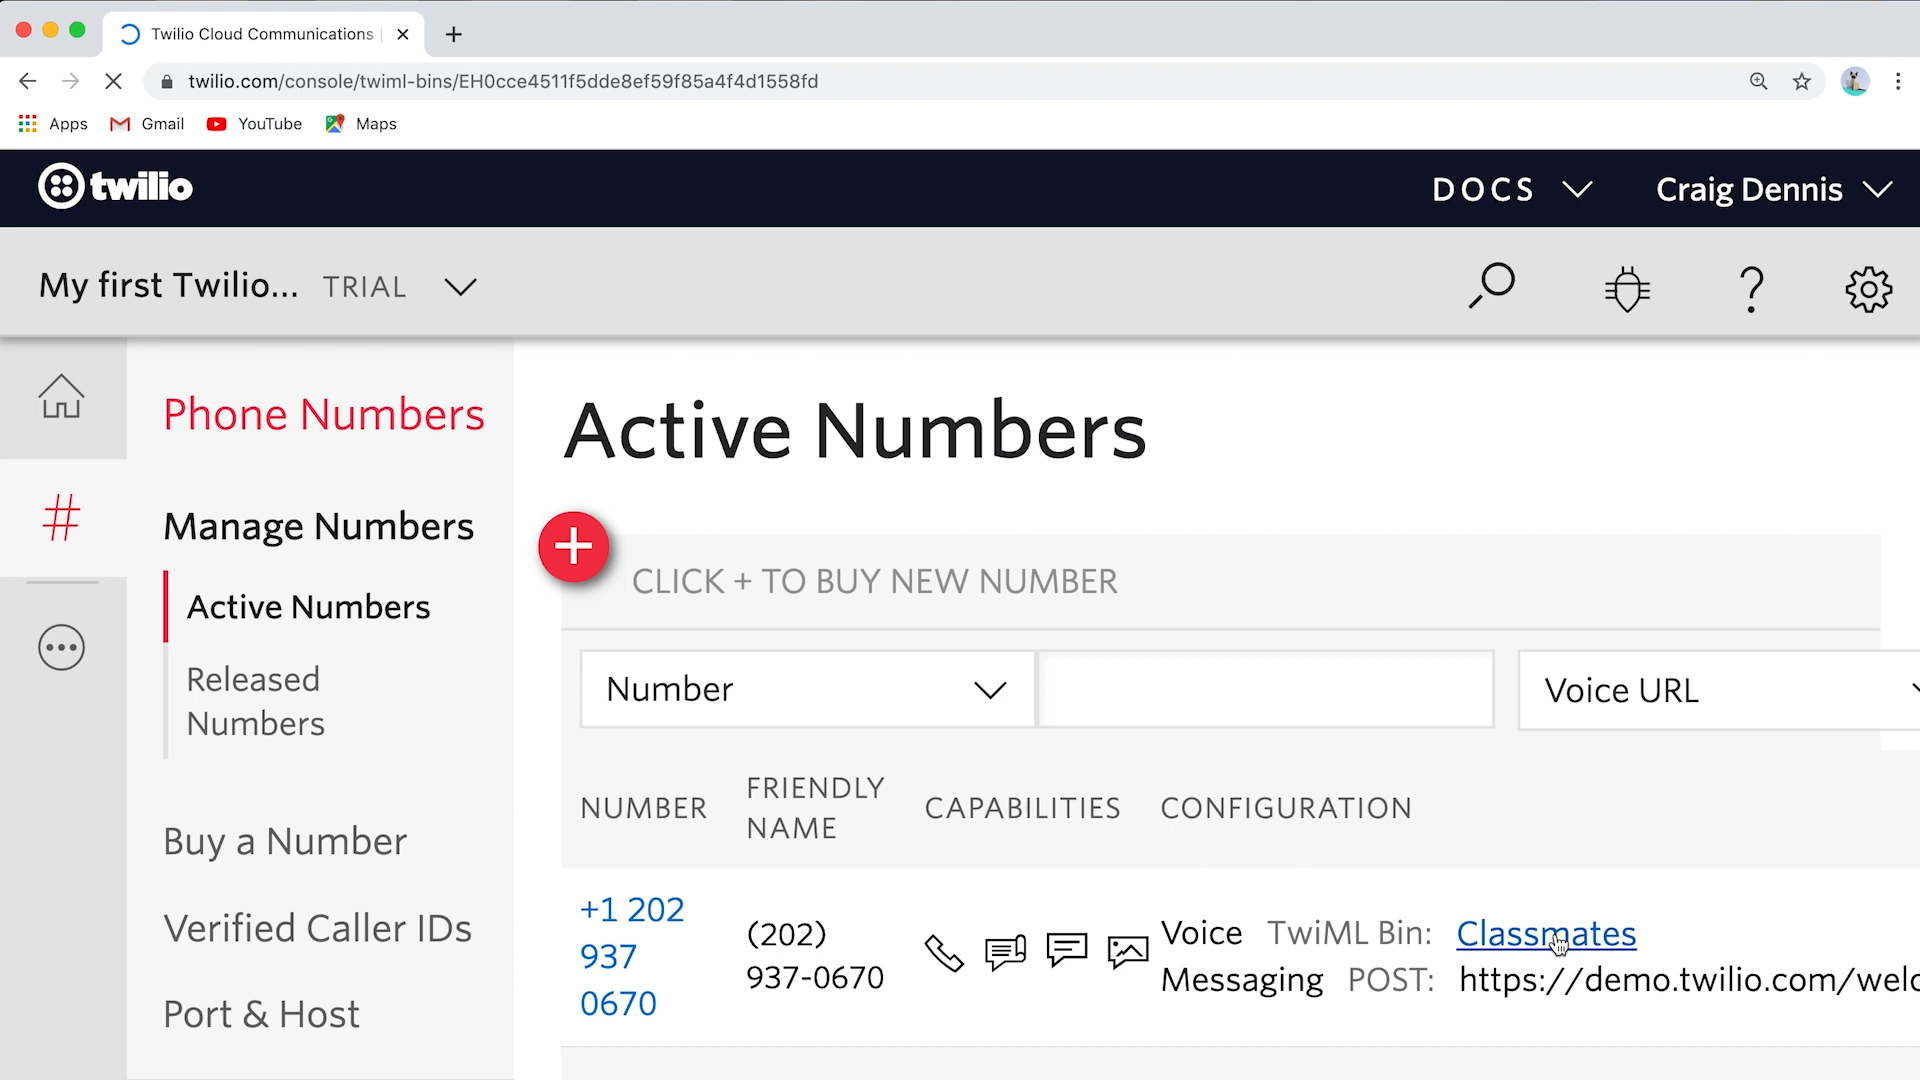 Twilio Cloud Communications
twilio.com/console/twiml-bins/EH0cce4511f5dde8ef59f85a4f4d1558fd
Apps Gmail YouTube Maps
twilio DOCS Craig Dennis
My first Twilio... TRIAL ?
Phone Numbers
# Manage Numbers
Active Numbers
Released
Numbers
Buy a Number
Verified Caller IDs
Port & Host
Active Numbers
+ CLICK + TO BUY NEW NUMBER
Number Voice URL
NUMBER FRIENDLY NAME CAPABILITIES CONFIGURATION
+1 202
937
0670
(202)
937-0670
Voice TwiML Bin: Classmates
Messaging POST: https://demo.twilio.com/welc